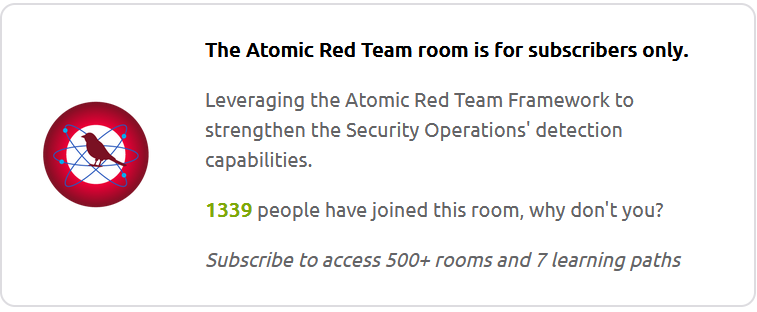 The Atomic Red Team room is for subscribers only.
Leveraging the Atomic Red Team Framework to
strengthen the Security Operations' detection
capabilities.
1339 people have joined this room, why don't you?
Subscribe to access 500+ rooms and 7 learning paths